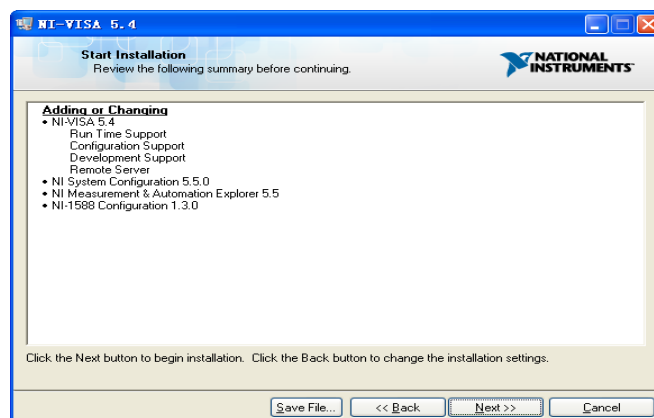 NI-VISA 5.4
Start Installation
Review the following summary before continuing.
NATIONAL
INSTRUMENTS
Adding or Changing
• NI-VISA 5.4
Run Time Support
Configuration Support
Development Support
Remote Server
• NI System Configuration 5.5.0
• NI Measurement & Automation Explorer 5.5
• NI-1588 Configuration 1.3.0
Click the Next button to begin installation. Click the Back button to change the installation settings.
Save File... << Back Next >> Cancel